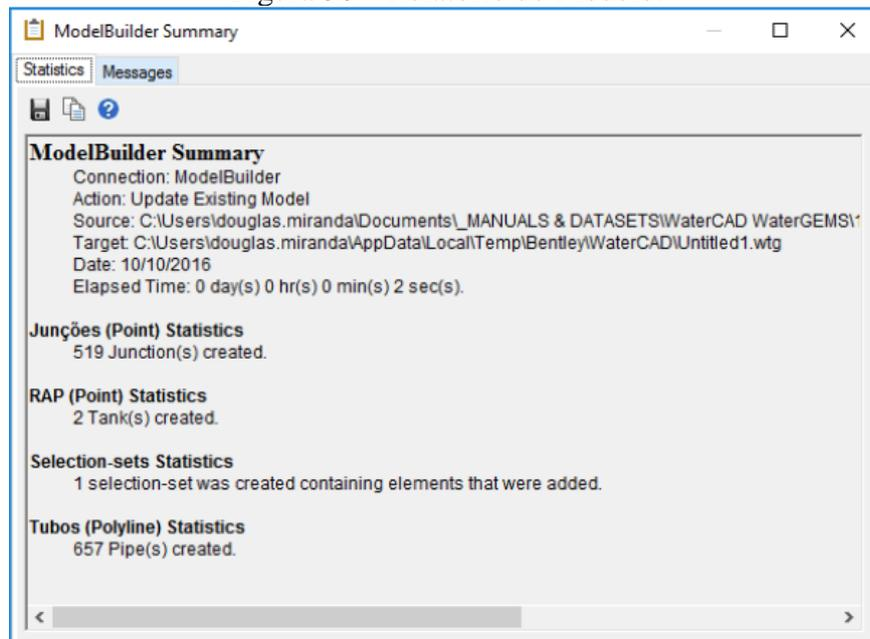 ModelBuilder Summary
Statistics Messages
ModelBuilder Summary
Connection: ModelBuilder
Action: Update Existing Model
Source: C:\Users\douglas.miranda\Documents\_MANUALS & DATASETS\WaterCAD WaterGEMS\
Target: C:\Users\douglas.miranda\AppData\Local\Temp\Bentley\WaterCAD\Untitled1.wtg
Date: 10/10/2016
Elapsed Time: 0 day(s) 0 hr(s) 0 min(s) 2 sec(s).
Junções (Point) Statistics
519 Junction(s) created.
RAP (Point) Statistics
2 Tank(s) created.
Selection-sets Statistics
1 selection-set was created containing elements that were added.
Tubos (Polyline) Statistics
657 Pipe(s) created.